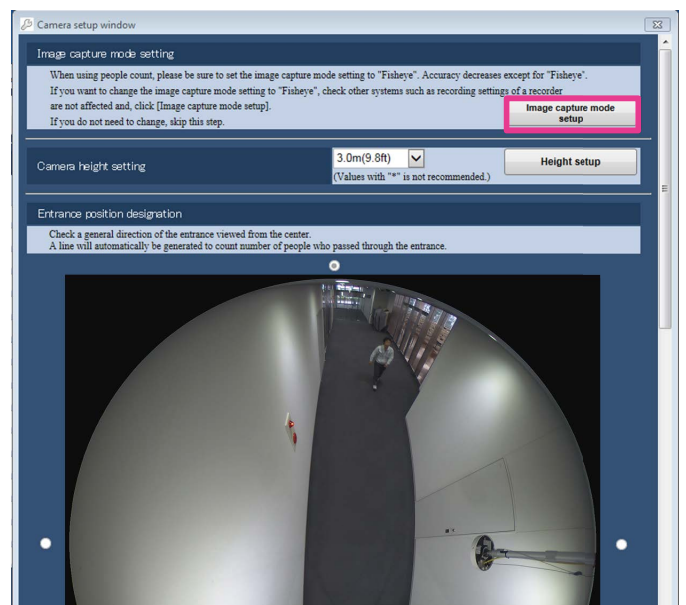 Camera setup window
Image capture mode setting
When using people count, please be sure to set the image capture mode setting to "Fisheye". Accuracy decreases except for "Fisheye".
If you want to change the image capture mode setting to "Fisheye", check other systems such as recording settings of a recorder
are not affected and, click [Image capture mode setup].
If you do not need to change, skip this step.
Image capture mode
setup
Camera height setting
3.0m(9.8ft)
(Values with "*" is not recommended.)
Height setup
Entrance position designation
Check a general direction of the entrance viewed from the center.
A line will automatically be generated to count number of people who passed through the entrance.